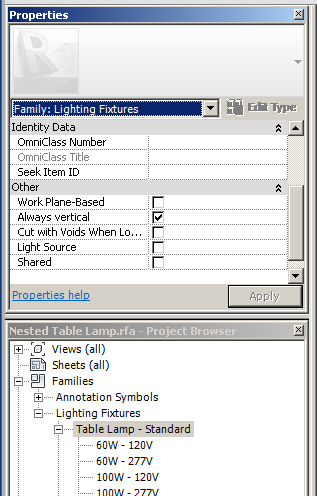 Properties
Family: Lighting Fixtures
Edit Type
Identity Data
OmniClass Number
OmniClass Title
Seek Item ID
Other
Work Plane-Based
Always vertical
Cut with Voids When Lo...
Light Source
Shared
Properties help
Apply
Nested Table Lamp.rfa - Project Browser
Views (all)
Sheets (all)
Families
Annotation Symbols
Lighting Fixtures
Table Lamp - Standard
60W - 120V
60W - 277V
100W - 120V
100W - 277V